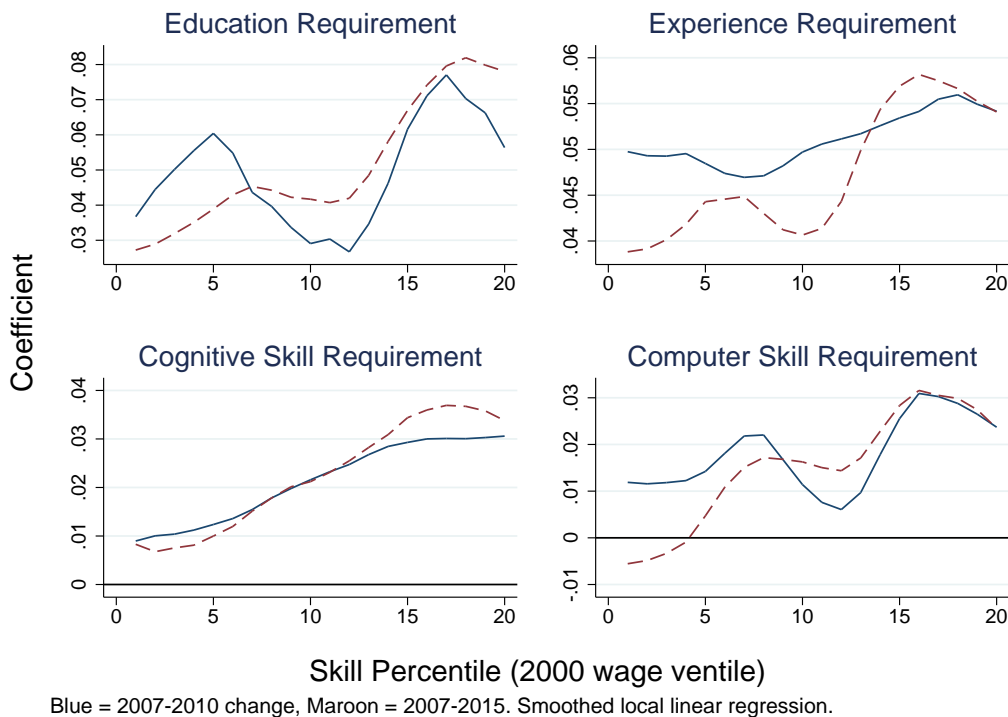 Education Requirement
Experience Requirement
.03 .04 .05 .06 .07 .08
0 5 10 15 20
.04 .045 .05 .055 .06
0 5 10 15 20
Coefficient
Cognitive Skill Requirement
Computer Skill Requirement
0 .01 .02 .03 .04
0 5 10 15 20
-.01 0 .01 .02 .03
0 5 10 15 20
Skill Percentile (2000 wage ventile)
Blue = 2007-2010 change, Maroon = 2007-2015. Smoothed local linear regression.